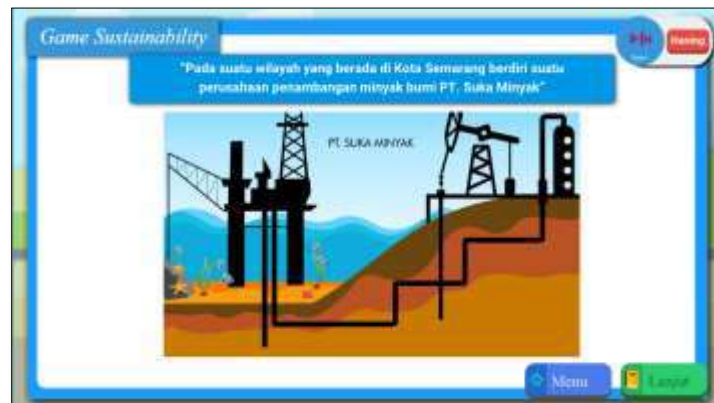 Game Sustainability
Hening
"Pada suatu wilayah yang berada di Kota Semarang berdiri suatu
perusahaan penambangan minyak bumi PT. Suka Minyak"
PT. SUKA MINYAK
Menu
Lanjut